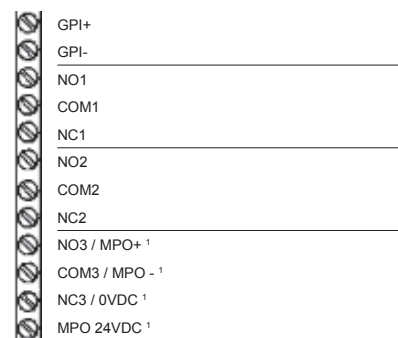 GPI+
GPI-
NO1
COM1
NC1
NO2
COM2
NC2
NO3 / MPO+ ¹
COM3 / MPO - ¹
NC3 / 0VDC ¹
MPO 24VDC ¹